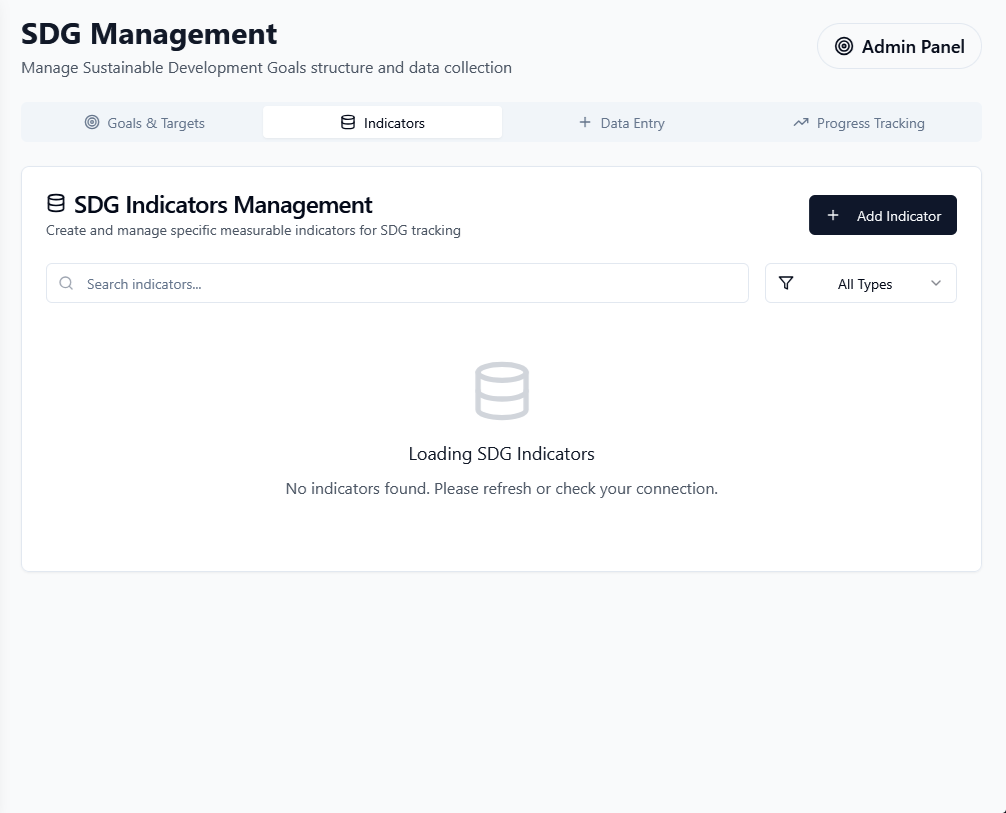 SDG Management
Manage Sustainable Development Goals structure and data collection
Admin Panel
Goals & Targets
Indicators
Data Entry
Progress Tracking
SDG Indicators Management
Create and manage specific measurable indicators for SDG tracking
Add Indicator
Search indicators...
All Types
Loading SDG Indicators
No indicators found. Please refresh or check your connection.